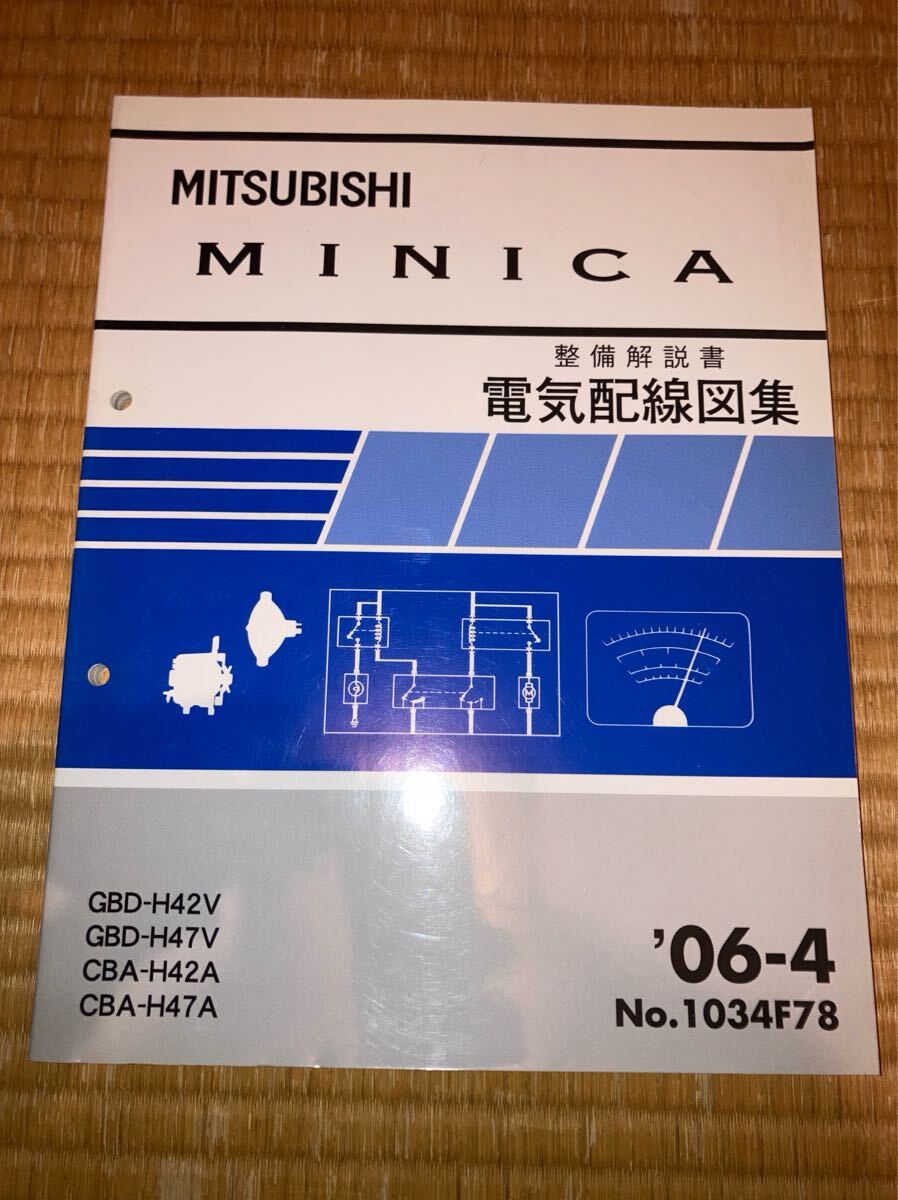 MITSUBISHI
MINICA
整備解説書
電気配線図集
M
GBD-H42V
GBD-H47V
CBA-H42A
CBA-H47A
'06-4
No.1034F78